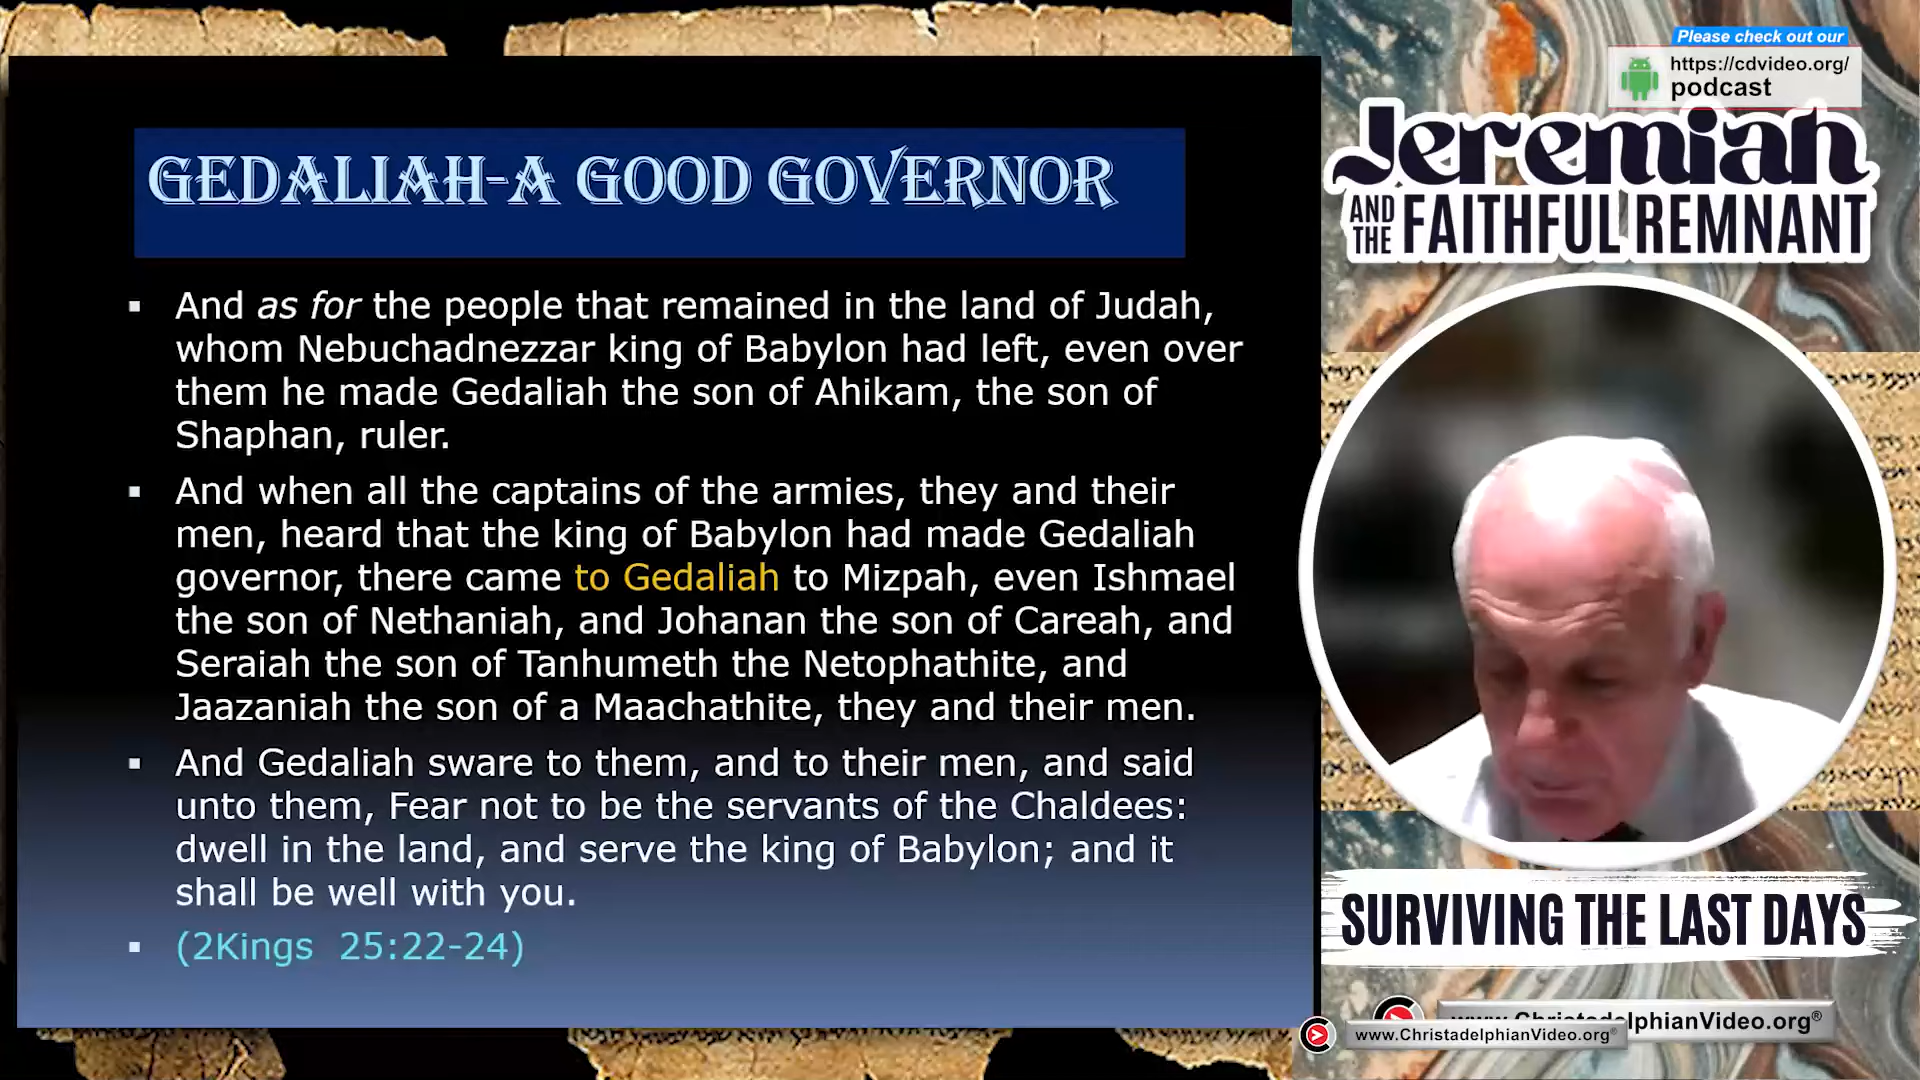 GEDALIAH-A GOOD GOVERNOR
▪ And as for the people that remained in the land of Judah,
whom Nebuchadnezzar king of Babylon had left, even over
them he made Gedaliah the son of Ahikam, the son of
Shaphan, ruler.
▪ And when all the captains of the armies, they and their
men, heard that the king of Babylon had made Gedaliah
governor, there came to Gedaliah to Mizpah, even Ishmael
the son of Nethaniah, and Johanan the son of Careah, and
Seraiah the son of Tanhumeth the Netophathite, and
Jaazaniah the son of a Maachathite, they and their men.
▪ And Gedaliah sware to them, and to their men, and said
unto them, Fear not to be the servants of the Chaldees:
dwell in the land, and serve the king of Babylon; and it
shall be well with you.
▪ (2Kings 25:22-24)
Please check out our
https://cdvideo.org/
podcast
Jeremiah
AND THE FAITHFUL REMNANT
SURVIVING THE LAST DAYS
www.ChristadelphianVideo.org®
www.ChristadelphianVideo.org®